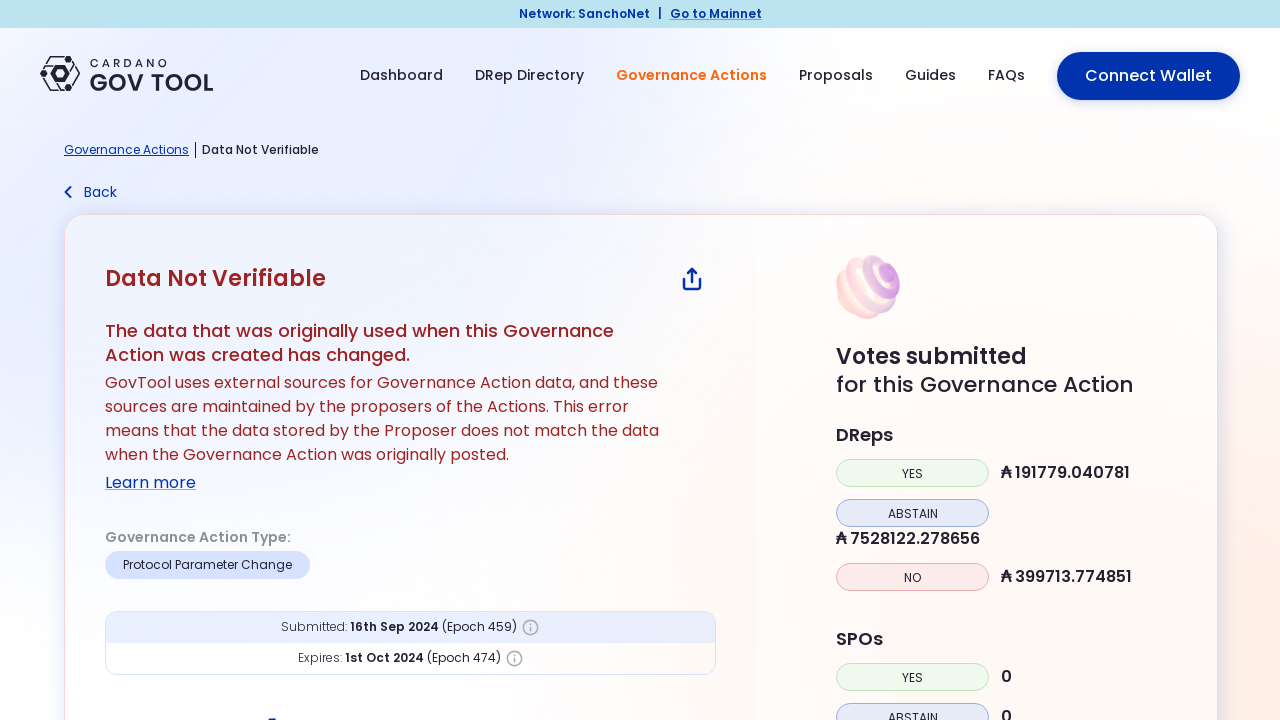 Network: SanchoNet | Go to Mainnet
CARDANO
GOV TOOL
Dashboard
DRep Directory
Governance Actions
Proposals
Guides
FAQs
Connect Wallet
Governance Actions | Data Not Verifiable
Back
Data Not Verifiable
The data that was originally used when this Governance
Action was created has changed.
GovTool uses external sources for Governance Action data, and these
sources are maintained by the proposers of the Actions. This error
means that the data stored by the Proposer does not match the data
when the Governance Action was originally posted.
Learn more
Governance Action Type:
Protocol Parameter Change
Submitted: 16th Sep 2024 (Epoch 459)
Expires: 1st Oct 2024 (Epoch 474)
Votes submitted
for this Governance Action
DReps
YES ₳ 191779.040781
ABSTAIN
₳ 7528122.278656
NO ₳ 399713.774851
SPOs
YES 0
ABSTAIN 0